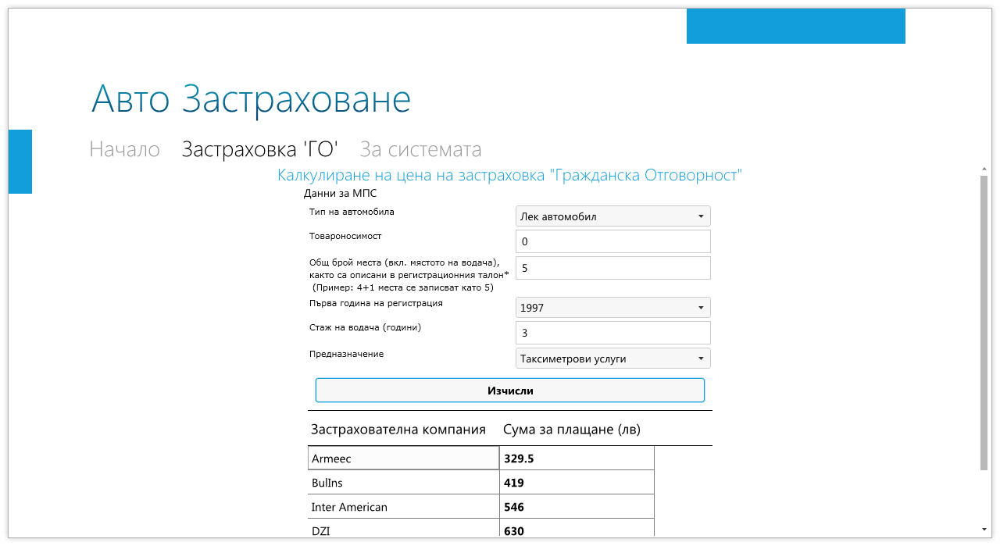 Авто Застраховане
Начало Застраховка 'ГО' За системата
Калкулиране на цена на застраховка "Гражданска Отговорност"
Данни за МПС
Тип на автомобила Лек автомобил
Товароносимост 0
Общ брой места (вкл. мястото на водача),
както са описани в регистрационния талон* 5
(Пример: 4+1 места се записват като 5)
Първа година на регистрация 1997
Стаж на водача (години) 3
Предназначение Таксиметрови услуги
Изчисли
Застрахователна компания Сума за плащане (лв)
Armeec 329.5
BulIns 419
Inter American 546
DZI 630